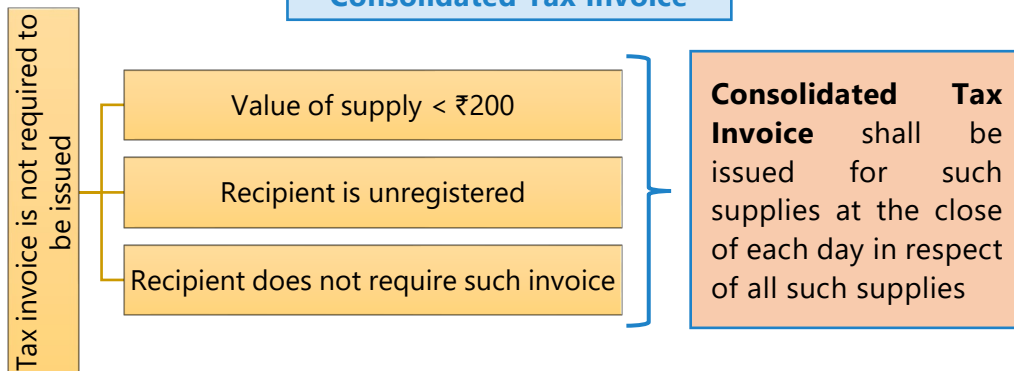 Consolidated Tax Invoice
Tax invoice is not required to
be issued
Value of supply < ₹200
Recipient is unregistered
Recipient does not require such invoice
Consolidated Tax
Invoice shall be
issued for such
supplies at the close
of each day in respect
of all such supplies